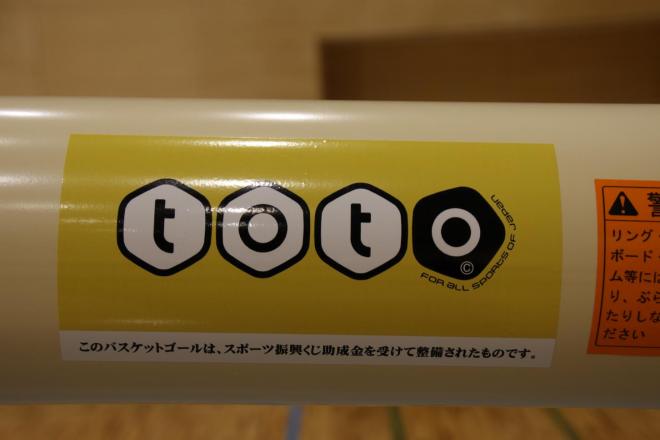 toto
©
FOR ALL SPORTS OF
このバスケットゴールは、スポーツ振興くじ助成金を受けて整備されたものです。
リング
ボード
ム等には
り、ぶら
たりしな
ださい